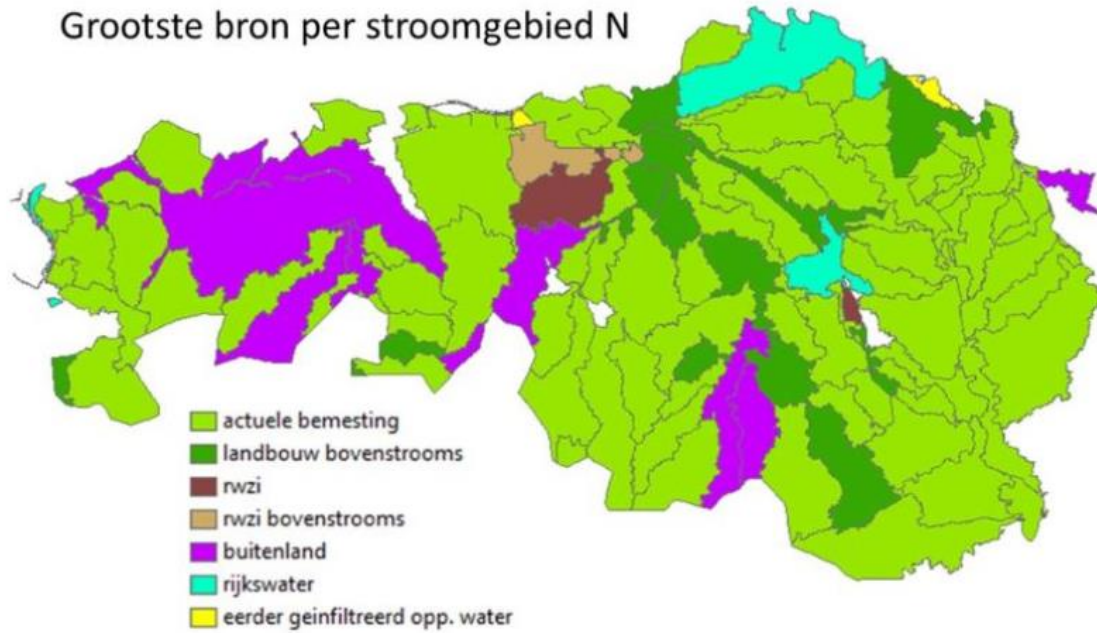 Grootste bron per stroomgebied N
actuele bemesting
landbouw bovenstrooms
rwzi
rwzi bovenstrooms
buitenland
rijkswater
eerder geinfiltreerd opp. water